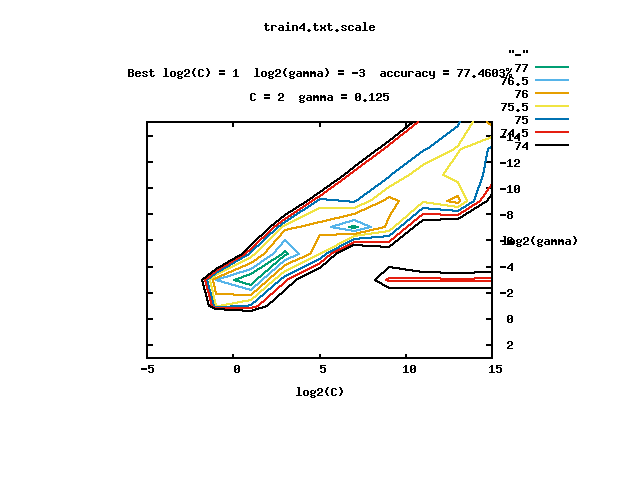 train4.txt.scale
"-"
Best log2(C) = 1  log2(gamma) = -3  accuracy = 77.4603%
77
76.5
C = 2  gamma = 0.125
76
75.5
75
74.5
74
-14
-12
-10
-8
-6
log2(gamma)
-4
-2
0
2
-5 0 5 10 15
log2(C)